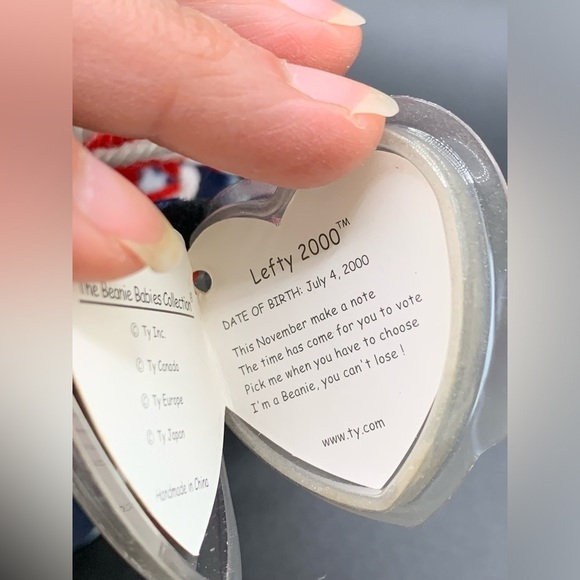 The Beanie Babies Collection
© Ty Inc.
© Ty Canada
© Ty Europe
© Ty Japan
Handmade in China
Lefty 2000™
DATE OF BIRTH: July 4, 2000
This November make a note
The time has come for you to vote
Pick me when you have to choose
I'm a Beanie, you can't lose !
www.ty.com